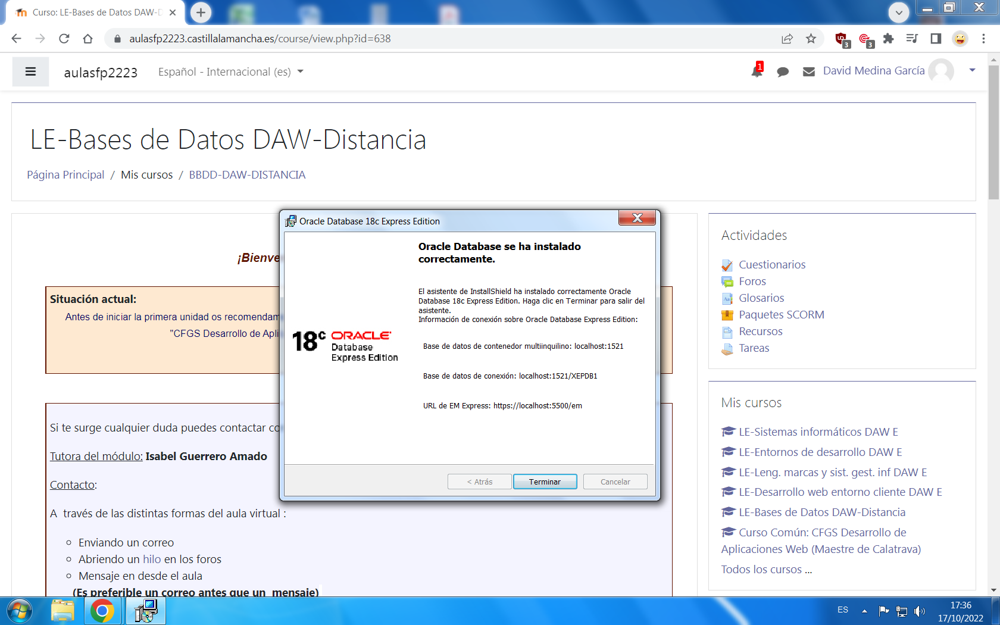 Curso: LE-Bases de Datos DAW-D
aulasfp2223.castillalamancha.es/course/view.php?id=638
3
3
aulasfp2223
Español - Internacional (es)
1
David Medina García
LE-Bases de Datos DAW-Distancia
Página Principal / Mis cursos / BBDD-DAW-DISTANCIA
¡Bienve
Situación actual:
Antes de iniciar la primera unidad os recomendam
"CFGS Desarrollo de Apli
Si te surge cualquier duda puedes contactar co
Tutora del módulo: Isabel Guerrero Amado
Contacto:
A través de las distintas formas del aula virtual :
Enviando un correo
Abriendo un hilo en los foros
Mensaje en desde el aula
(Es preferible un correo antes que un mensaje)
Oracle Database 18c Express Edition
Oracle Database se ha instalado
correctamente.
El asistente de InstallShield ha instalado correctamente Oracle
Database 18c Express Edition. Haga clic en Terminar para salir del
asistente.
Información de conexión sobre Oracle Database Express Edition:
18c ORACLE
Database
Express Edition
Base de datos de contenedor multiinquilino: localhost:1521
Base de datos de conexión: localhost:1521/XEPDB1
URL de EM Express: https://localhost:5500/em
< Atrás
Terminar
Cancelar
Actividades
Cuestionarios
Foros
Glosarios
Paquetes SCORM
Recursos
Tareas
Mis cursos
LE-Sistemas informáticos DAW E
LE-Entornos de desarrollo DAW E
LE-Leng. marcas y sist. gest. inf DAW E
LE-Desarrollo web entorno cliente DAW E
LE-Bases de Datos DAW-Distancia
Curso Común: CFGS Desarrollo de
Aplicaciones Web (Maestre de Calatrava)
Todos los cursos ...
ES
17:36
17/10/2022